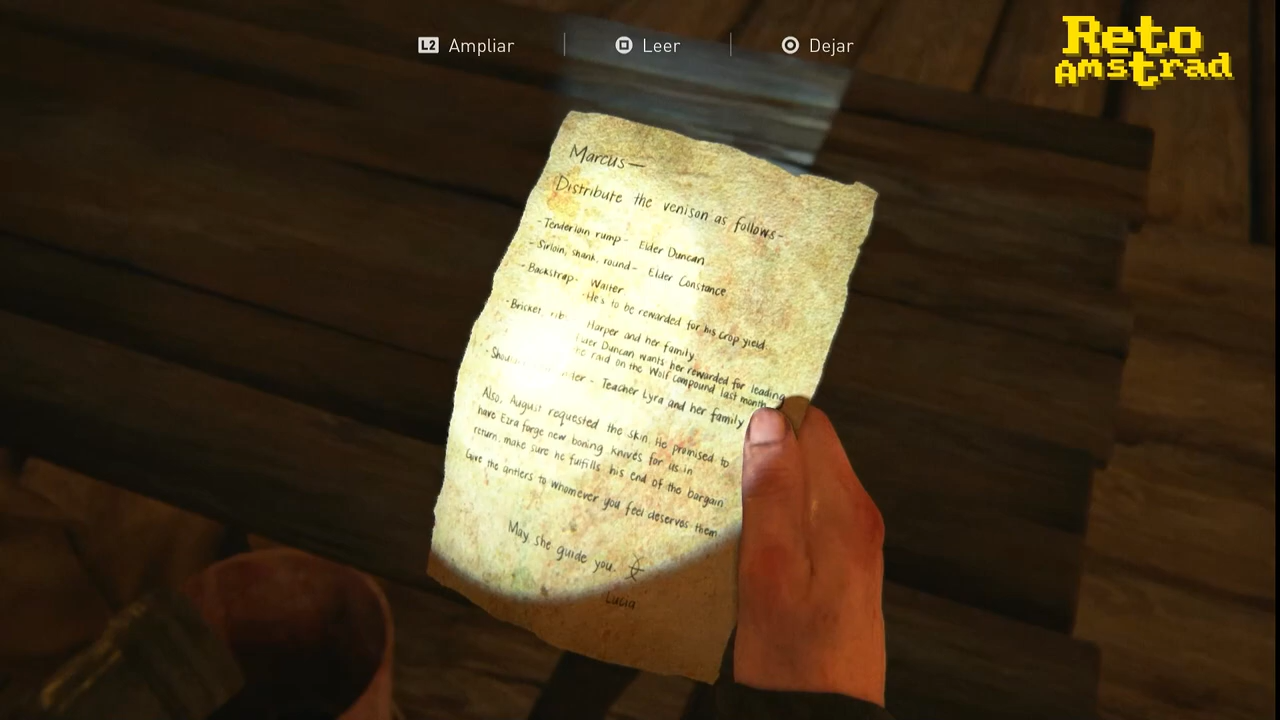 L2 Ampliar
Leer
Dejar
Reto
Amstrad
Marcus—
Distribute the venison as follows-
-Tenderloin rump- Elder Duncan
-Sirloin, shank, round- Elder Constance
-Backstrap- Walter
-He's to be rewarded for his crop yield.
-Brisket, rib Harper and her family
Duncan wants her rewarded for leading
raid on the Wolf compound last month
- Teacher Lyra and her family
Also, August requested the skin. He promised to
have Ezra forge new boning knives for us in
return. make sure he fulfills his end of the bargain
Give the antlers to whomever you feel deserves them
May she guide you.
Lucia